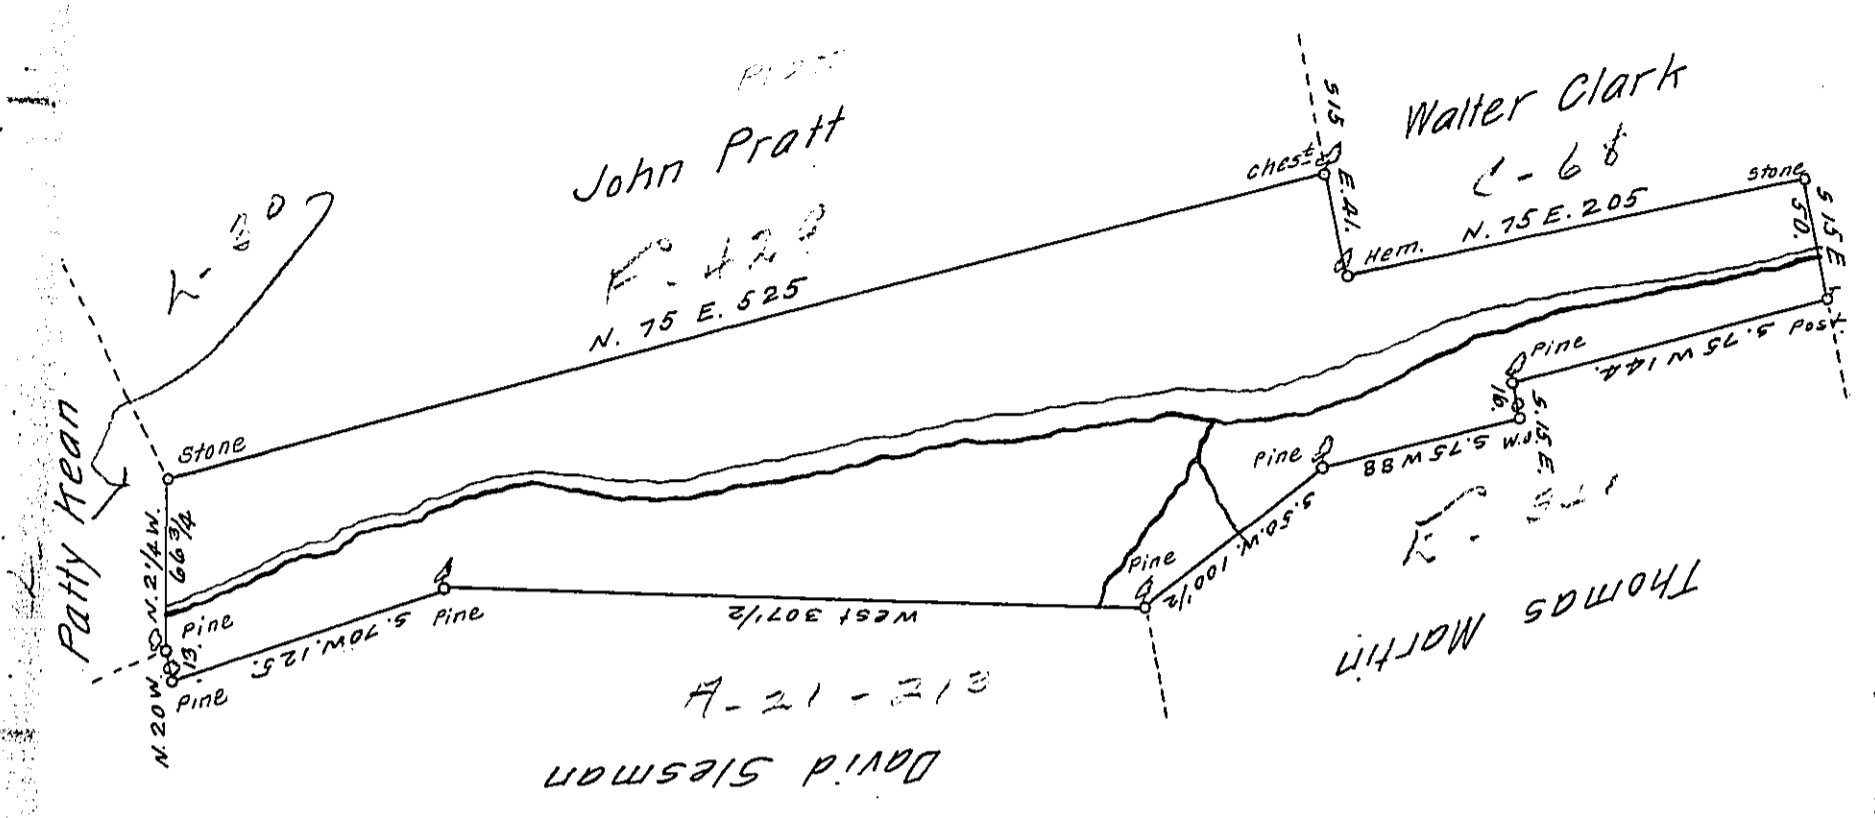 John Pratt
F-428
N. 75 E. 525
Chest
S 15 E. 41.
Walter Clark
C-68
Hem.
N. 75 E. 205
Stone
S 15 E
50.
Post
S. 75 W 144.
Pine
16.
S. 15 E.
S. 75 W 88
Pine
S. 50. W. 100 1/2
Pine
Thomas Martin
West 307 1/2
Pine
S. 70 W. 125.
A-21-213
David Slesman
Pine
N. 20 W.
13.
Pine
N. 2 1/4 W.
66 3/4
Stone
Patty Kean